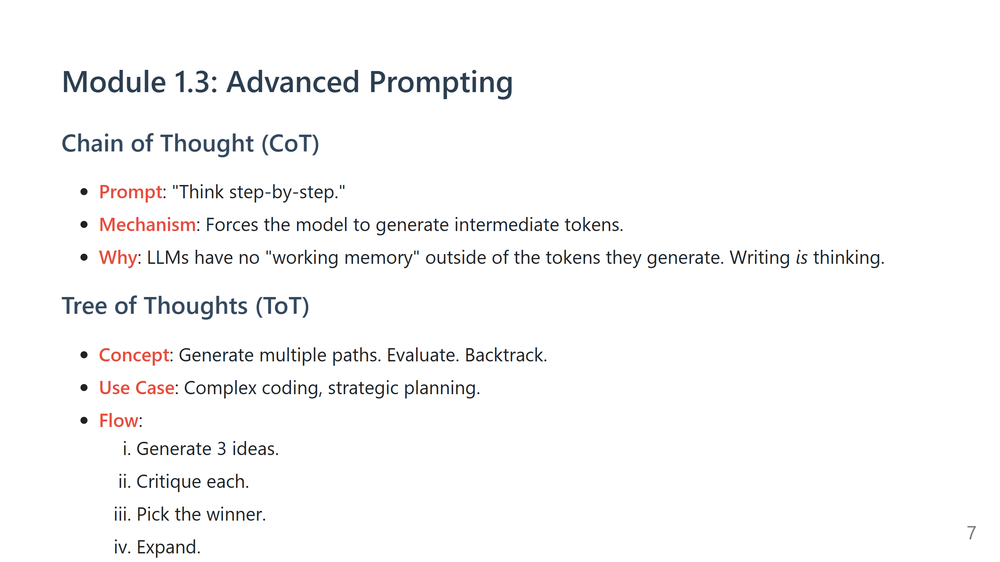 Module 1.3: Advanced Prompting
Chain of Thought (CoT)
• Prompt: "Think step-by-step."
• Mechanism: Forces the model to generate intermediate tokens.
• Why: LLMs have no "working memory" outside of the tokens they generate. Writing is thinking.
Tree of Thoughts (ToT)
• Concept: Generate multiple paths. Evaluate. Backtrack.
• Use Case: Complex coding, strategic planning.
• Flow:
i. Generate 3 ideas.
ii. Critique each.
iii. Pick the winner.
iv. Expand.
7